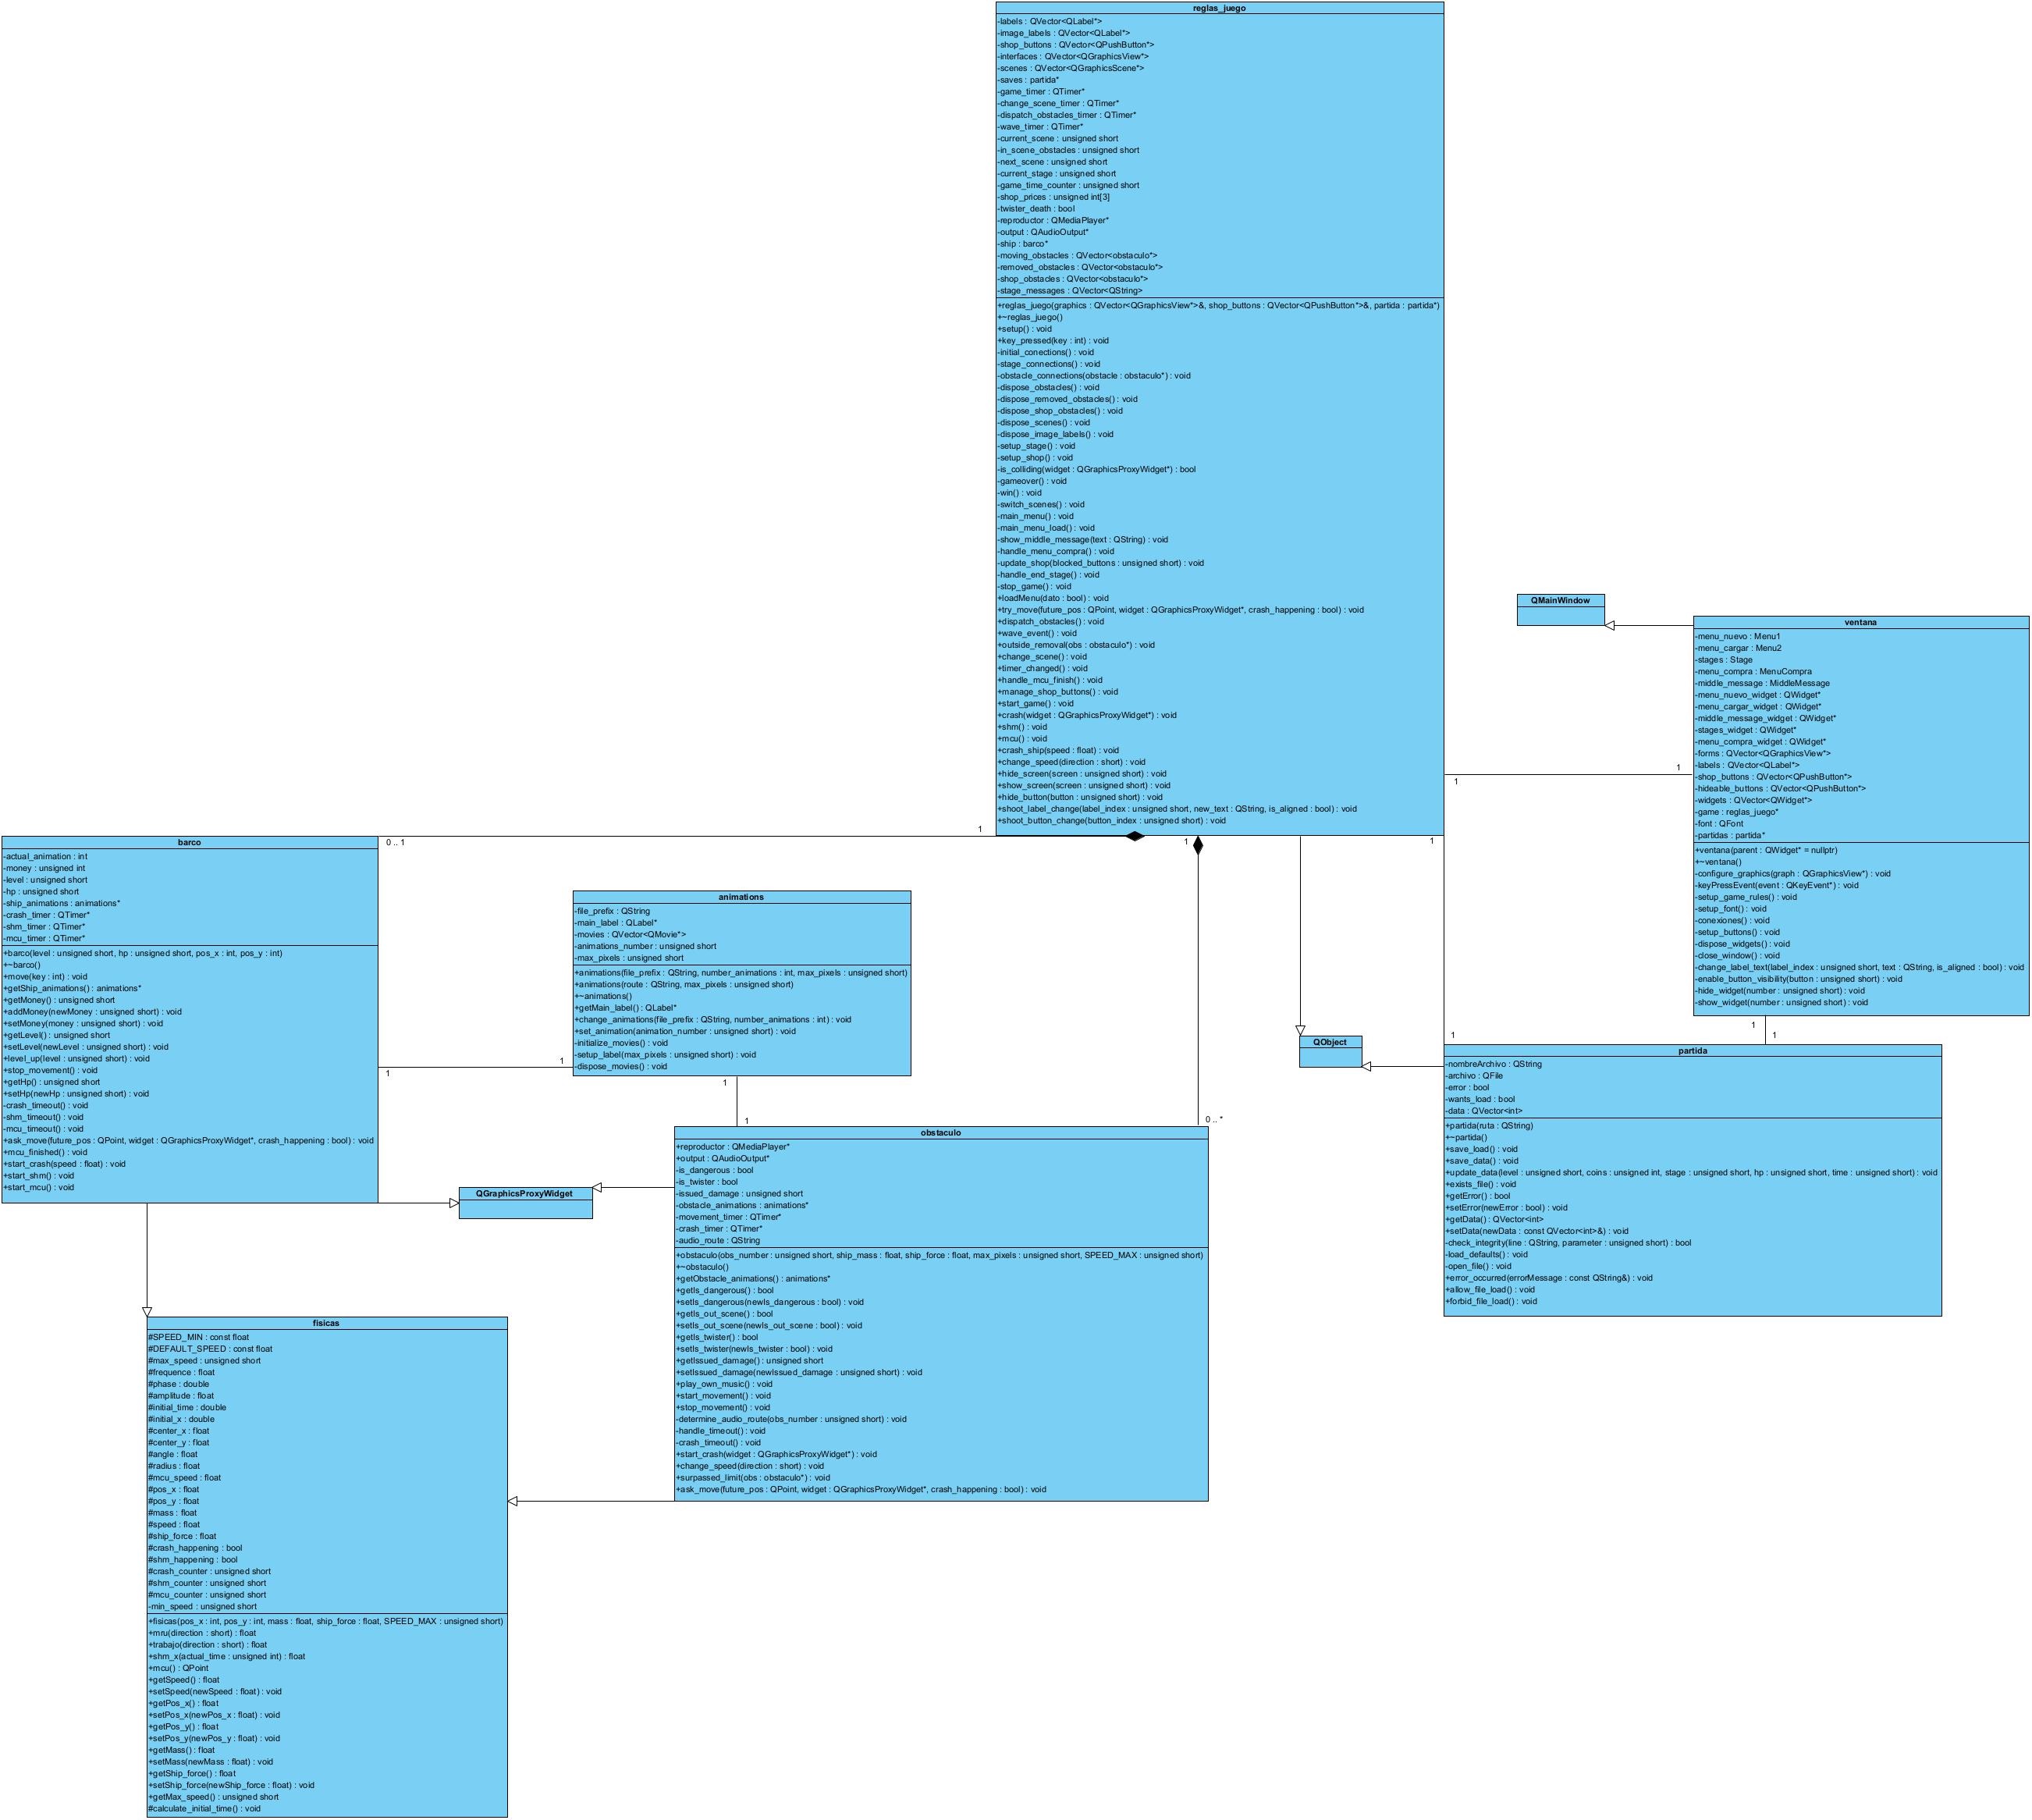 reglas_juego
-labels : QVector<QLabel*>
-image_labels : QVector<QLabel*>
-shop_buttons : QVector<QPushButton*>
-interfaces : QVector<QGraphicsView*>
-scenes : QVector<QGraphicsScene*>
-saves : partida*
-game_timer : QTimer*
-change_scene_timer : QTimer*
-dispatch_obstacles_timer : QTimer*
-wave_timer : QTimer*
-current_scene : unsigned short
-in_scene_obstacles : unsigned short
-next_scene : unsigned short
-current_stage : unsigned short
-game_time_counter : unsigned short
-shop_prices : unsigned int[3]
-twister_death : bool
-reproductor : QMediaPlayer*
-output : QAudioOutput*
-ship : barco*
-moving_obstacles : QVector<obstaculo*>
-removed_obstacles : QVector<obstaculo*>
-shop_obstacles : QVector<obstaculo*>
-stage_messages : QVector<QString>
+reglas_juego(graphics : QVector<QGraphicsView*>&, shop_buttons : QVector<QPushButton*>&, partida : partida*)
+~reglas_juego()
+setup() : void
+key_pressed(key : int) : void
-initial_conections() : void
-stage_connections() : void
-obstacle_connections(obstacle : obstaculo*) : void
-dispose_obstacles() : void
-dispose_removed_obstacles() : void
-dispose_shop_obstacles() : void
-dispose_scenes() : void
-dispose_image_labels() : void
-setup_stage() : void
-setup_shop() : void
-is_colliding(widget : QGraphicsProxyWidget*) : bool
-gameover() : void
-win() : void
-switch_scenes() : void
-main_menu() : void
-main_menu_load() : void
-show_middle_message(text : QString) : void
-handle_menu_compra() : void
-update_shop(blocked_buttons : unsigned short) : void
-handle_end_stage() : void
-stop_game() : void
+loadMenu(dato : bool) : void
+try_move(future_pos : QPoint, widget : QGraphicsProxyWidget*, crash_happening : bool) : void
+dispatch_obstacles() : void
+wave_event() : void
+outside_removal(obs : obstaculo*) : void
+change_scene() : void
+timer_changed() : void
+handle_mcu_finish() : void
+manage_shop_buttons() : void
+start_game() : void
+crash(widget : QGraphicsProxyWidget*) : void
+shm() : void
+mcu() : void
+crash_ship(speed : float) : void
+change_speed(direction : short) : void
+hide_screen(screen : unsigned short) : void
+show_screen(screen : unsigned short) : void
+hide_button(button : unsigned short) : void
+shoot_label_change(label_index : unsigned short, new_text : QString, is_aligned : bool) : void
+shoot_button_change(button_index : unsigned short) : void
QMainWindow
ventana
-menu_nuevo : Menu1
-menu_cargar : Menu2
-stages : Stage
-menu_compra : MenuCompra
-middle_message : MiddleMessage
-menu_nuevo_widget : QWidget*
-menu_cargar_widget : QWidget*
-middle_message_widget : QWidget*
-stages_widget : QWidget*
-menu_compra_widget : QWidget*
-forms : QVector<QGraphicsView*>
-labels : QVector<QLabel*>
-shop_buttons : QVector<QPushButton*>
-hideable_buttons : QVector<QPushButton*>
-widgets : QVector<QWidget*>
-game : reglas_juego*
-font : QFont
-partidas : partida*
+ventana(parent : QWidget* = nullptr)
+~ventana()
-configure_graphics(graph : QGraphicsView*) : void
-keyPressEvent(event : QKeyEvent*) : void
-setup_game_rules() : void
-setup_font() : void
-conexiones() : void
-setup_buttons() : void
-dispose_widgets() : void
-close_window() : void
-change_label_text(label_index : unsigned short, text : QString, is_aligned : bool) : void
-enable_button_visibility(button : unsigned short) : void
-hide_widget(number : unsigned short) : void
-show_widget(number : unsigned short) : void
1
1
1
0 .. 1
1
1
barco
-actual_animation : int
-money : unsigned int
-level : unsigned short
-hp : unsigned short
-ship_animations : animations*
-crash_timer : QTimer*
-shm_timer : QTimer*
-mcu_timer : QTimer*
+barco(level : unsigned short, hp : unsigned short, pos_x : int, pos_y : int)
+~barco()
+move(key : int) : void
+getShip_animations() : animations*
+getMoney() : unsigned short
+addMoney(newMoney : unsigned short) : void
+setMoney(money : unsigned short) : void
+getLevel() : unsigned short
+setLevel(newLevel : unsigned short) : void
+level_up(level : unsigned short) : void
+stop_movement() : void
+getHp() : unsigned short
+setHp(newHp : unsigned short) : void
-crash_timeout() : void
-shm_timeout() : void
-mcu_timeout() : void
+ask_move(future_pos : QPoint, widget : QGraphicsProxyWidget*, crash_happening : bool) : void
+mcu_finished() : void
+start_crash(speed : float) : void
+start_shm() : void
+start_mcu() : void
animations
-file_prefix : QString
-main_label : QLabel*
-movies : QVector<QMovie*>
-animations_number : unsigned short
-max_pixels : unsigned short
+animations(file_prefix : QString, number_animations : int, max_pixels : unsigned short)
+animations(route : QString, max_pixels : unsigned short)
+~animations()
+getMain_label() : QLabel*
+change_animations(file_prefix : QString, number_animations : int) : void
+set_animation(animation_number : unsigned short) : void
-initialize_movies() : void
-setup_label(max_pixels : unsigned short) : void
-dispose_movies() : void
1
1
1
1
0 .. *
QObject
1
1
1
partida
-nombreArchivo : QString
-archivo : QFile
-error : bool
-wants_load : bool
-data : QVector<int>
+partida(ruta : QString)
+~partida()
+save_load() : void
+save_data() : void
+update_data(level : unsigned short, coins : unsigned int, stage : unsigned short, hp : unsigned short, time : unsigned short) : void
+exists_file() : void
+getError() : bool
+setError(newError : bool) : void
+getData() : QVector<int>
+setData(newData : const QVector<int>&) : void
-check_integrity(line : QString, parameter : unsigned short) : bool
-load_defaults() : void
-open_file() : void
+error_occurred(errorMessage : const QString&) : void
+allow_file_load() : void
+forbid_file_load() : void
QGraphicsProxyWidget
obstaculo
+reproductor : QMediaPlayer*
+output : QAudioOutput*
-is_dangerous : bool
-is_twister : bool
-issued_damage : unsigned short
-obstacle_animations : animations*
-movement_timer : QTimer*
-crash_timer : QTimer*
-audio_route : QString
+obstaculo(obs_number : unsigned short, ship_mass : float, ship_force : float, max_pixels : unsigned short, SPEED_MAX : unsigned short)
+~obstaculo()
+getObstacle_animations() : animations*
+getIs_dangerous() : bool
+setIs_dangerous(newIs_dangerous : bool) : void
+getIs_out_scene() : bool
+setIs_out_scene(newIs_out_scene : bool) : void
+getIs_twister() : bool
+setIs_twister(newIs_twister : bool) : void
+getIssued_damage() : unsigned short
+setIssued_damage(newIssued_damage : unsigned short) : void
+play_own_music() : void
+start_movement() : void
+stop_movement() : void
-determine_audio_route(obs_number : unsigned short) : void
-handle_timeout() : void
-crash_timeout() : void
+start_crash(widget : QGraphicsProxyWidget*) : void
+change_speed(direction : short) : void
+surpassed_limit(obs : obstaculo*) : void
+ask_move(future_pos : QPoint, widget : QGraphicsProxyWidget*, crash_happening : bool) : void
fisicas
#SPEED_MIN : const float
#DEFAULT_SPEED : const float
#max_speed : unsigned short
#frequence : float
#phase : double
#amplitude : float
#initial_time : double
#initial_x : double
#center_x : float
#center_y : float
#angle : float
#radius : float
#mcu_speed : float
#pos_x : float
#pos_y : float
#mass : float
#speed : float
#ship_force : float
#crash_happening : bool
#shm_happening : bool
#crash_counter : unsigned short
#shm_counter : unsigned short
#mcu_counter : unsigned short
-min_speed : unsigned short
+fisicas(pos_x : int, pos_y : int, mass : float, ship_force : float, SPEED_MAX : unsigned short)
+mru(direction : short) : float
+trabajo(direction : short) : float
+shm_x(actual_time : unsigned int) : float
+mcu() : QPoint
+getSpeed() : float
+setSpeed(newSpeed : float) : void
+getPos_x() : float
+setPos_x(newPos_x : float) : void
+getPos_y() : float
+setPos_y(newPos_y : float) : void
+getMass() : float
+setMass(newMass : float) : void
+getShip_force() : float
+setShip_force(newShip_force : float) : void
+getMax_speed() : unsigned short
#calculate_initial_time() : void